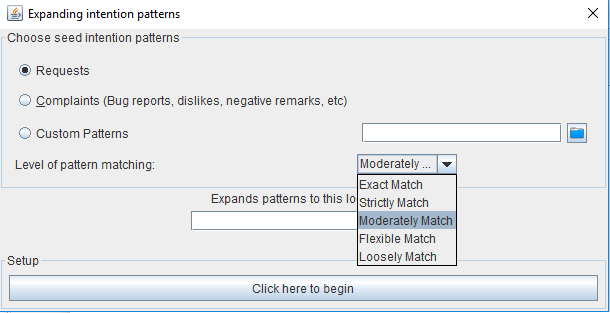 Expanding intention patterns
Choose seed intention patterns
Requests
Complaints (Bug reports, dislikes, negative remarks, etc)
Custom Patterns
Level of pattern matching: Moderately ...
Exact Match
Strictly Match
Moderately Match
Flexible Match
Loosely Match
Expands patterns to this
Setup
Click here to begin